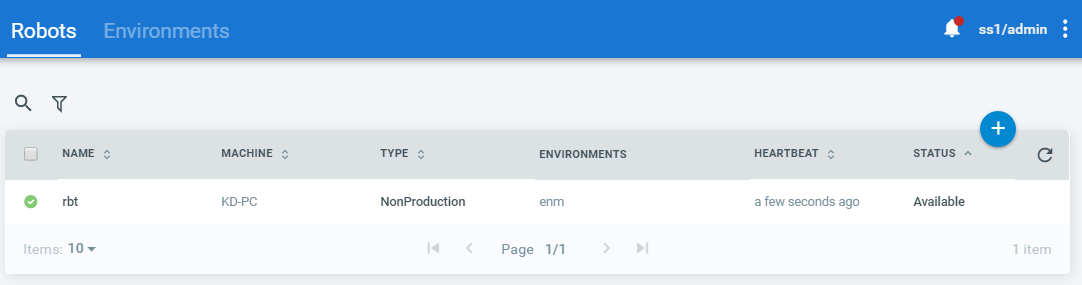 Robots Environments ss1/admin
+
NAME MACHINE TYPE ENVIRONMENTS HEARTBEAT STATUS
rbt KD-PC NonProduction enm a few seconds ago Available
Items: 10 Page 1/1 1 item